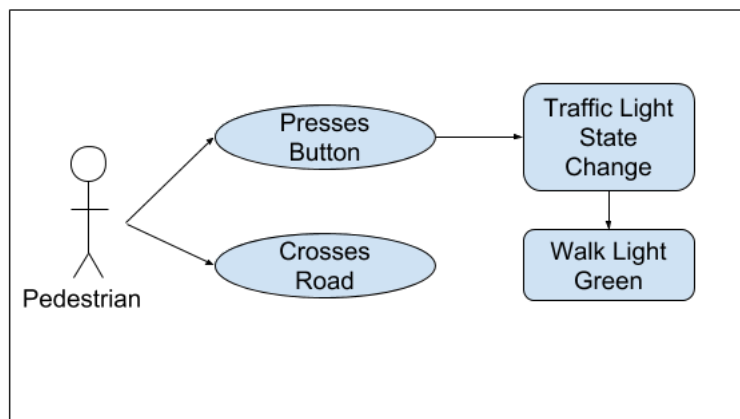 Presses
Button
Traffic Light
State
Change
Pedestrian
Crosses
Road
Walk Light
Green